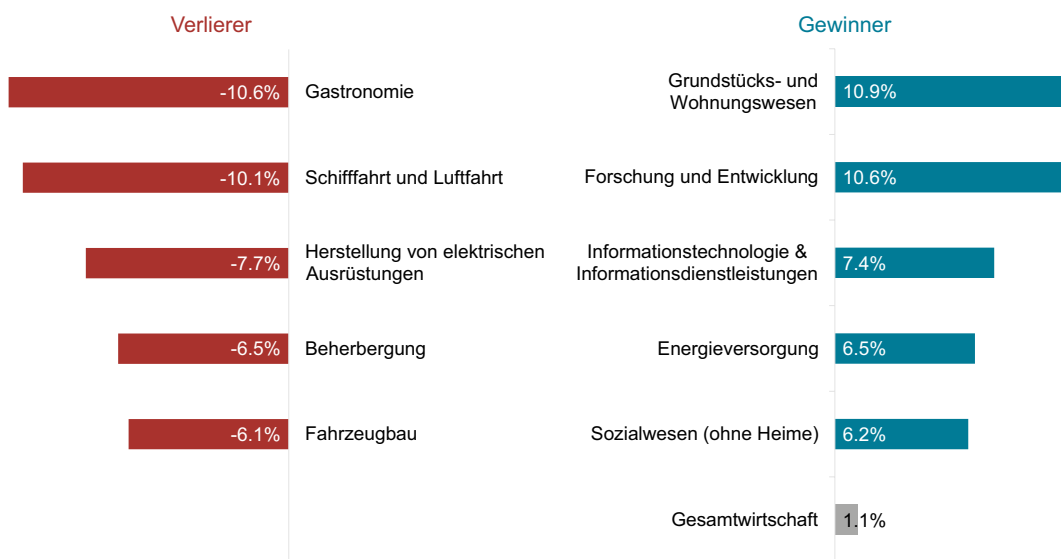 Verlierer
-10.6%
Gastronomie
-10.1%
Schifffahrt und Luftfahrt
-7.7%
Herstellung von elektrischen
Ausrüstungen
-6.5%
Beherbergung
-6.1%
Fahrzeugbau
Gewinner
Grundstücks- und
Wohnungswesen
10.9%
Forschung und Entwicklung
10.6%
Informationstechnologie &
Informationsdienstleistungen
7.4%
Energieversorgung
6.5%
Sozialwesen (ohne Heime)
6.2%
Gesamtwirtschaft
1.1%